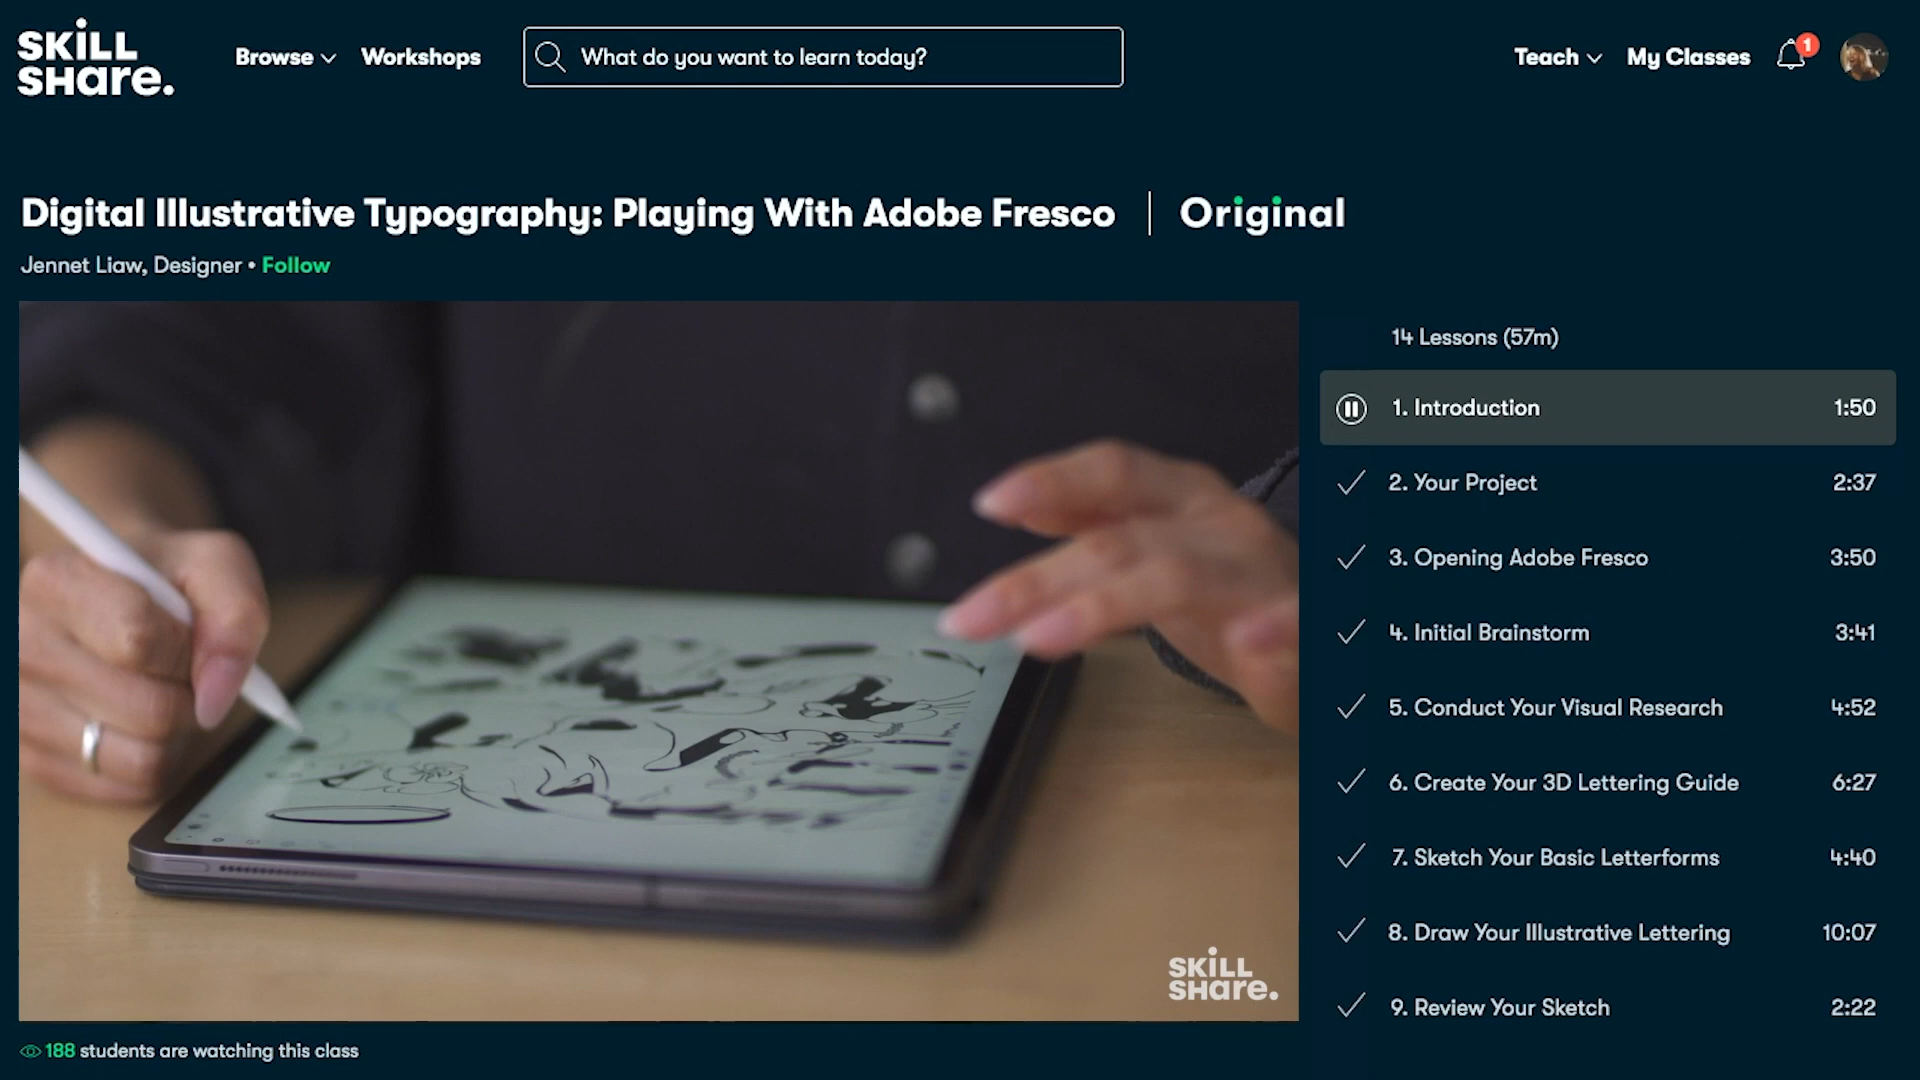 SKILL
SHare.
Browse
Workshops
What do you want to learn today?
Teach
My Classes
1
Digital Illustrative Typography: Playing With Adobe Fresco | Original
Jennet Liaw, Designer • Follow
14 Lessons (57m)
1. Introduction 1:50
2. Your Project 2:37
3. Opening Adobe Fresco 3:50
4. Initial Brainstorm 3:41
5. Conduct Your Visual Research 4:52
6. Create Your 3D Lettering Guide 6:27
7. Sketch Your Basic Letterforms 4:40
8. Draw Your Illustrative Lettering 10:07
9. Review Your Sketch 2:22
SKILL
SHare.
188 students are watching this class